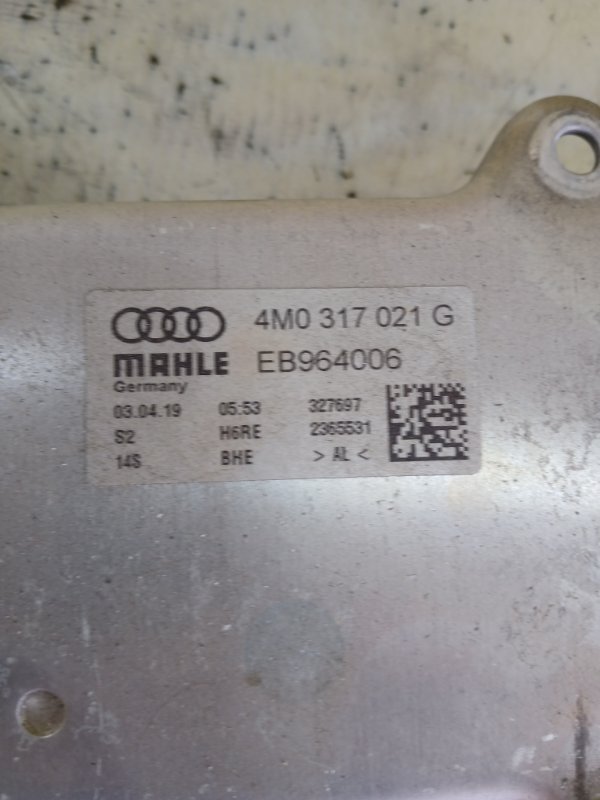 4M0 317 021 G
MAHLE EB964006
Germany
03.04.19 05:53 327697
S2 H6RE 2365531
14S BHE > AL <